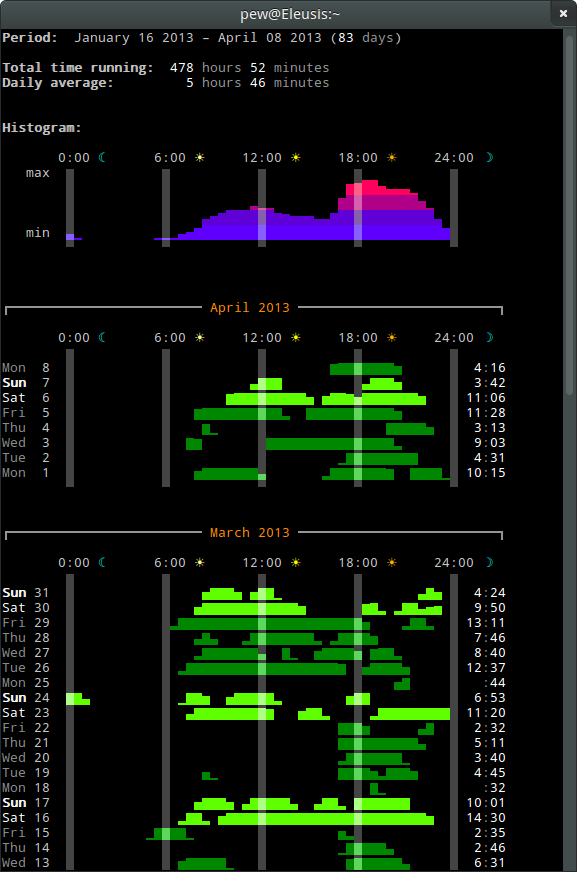 pew@Eleusis:~
Period: January 16 2013 – April 08 2013 (83 days)
Total time running: 478 hours 52 minutes
Daily average: 5 hours 46 minutes
Histogram:
0:00 ☾ 6:00 ☀ 12:00 ☀ 18:00 ☀ 24:00 ☽
max
min
April 2013
0:00 ☾ 6:00 ☀ 12:00 ☀ 18:00 ☀ 24:00 ☽
Mon 8 4:16
Sun 7 3:42
Sat 6 11:06
Fri 5 11:28
Thu 4 3:13
Wed 3 9:03
Tue 2 4:31
Mon 1 10:15
March 2013
0:00 ☾ 6:00 ☀ 12:00 ☀ 18:00 ☀ 24:00 ☽
Sun 31 4:24
Sat 30 9:50
Fri 29 13:11
Thu 28 7:46
Wed 27 8:40
Tue 26 12:37
Mon 25 :44
Sun 24 6:53
Sat 23 11:20
Fri 22 2:32
Thu 21 5:11
Wed 20 3:40
Tue 19 4:45
Mon 18 :32
Sun 17 10:01
Sat 16 14:30
Fri 15 2:35
Thu 14 2:46
Wed 13 6:31